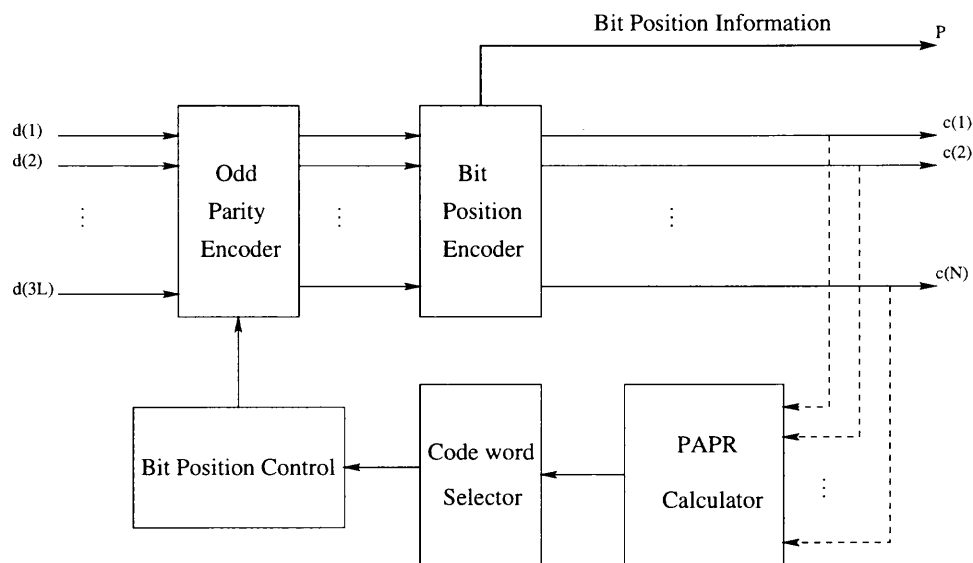 Bit Position Information
P
d(1)
d(2)
d(3L)
Odd
Parity
Encoder
Bit
Position
Encoder
c(1)
c(2)
c(N)
Bit Position Control
Code word
Selector
PAPR
Calculator